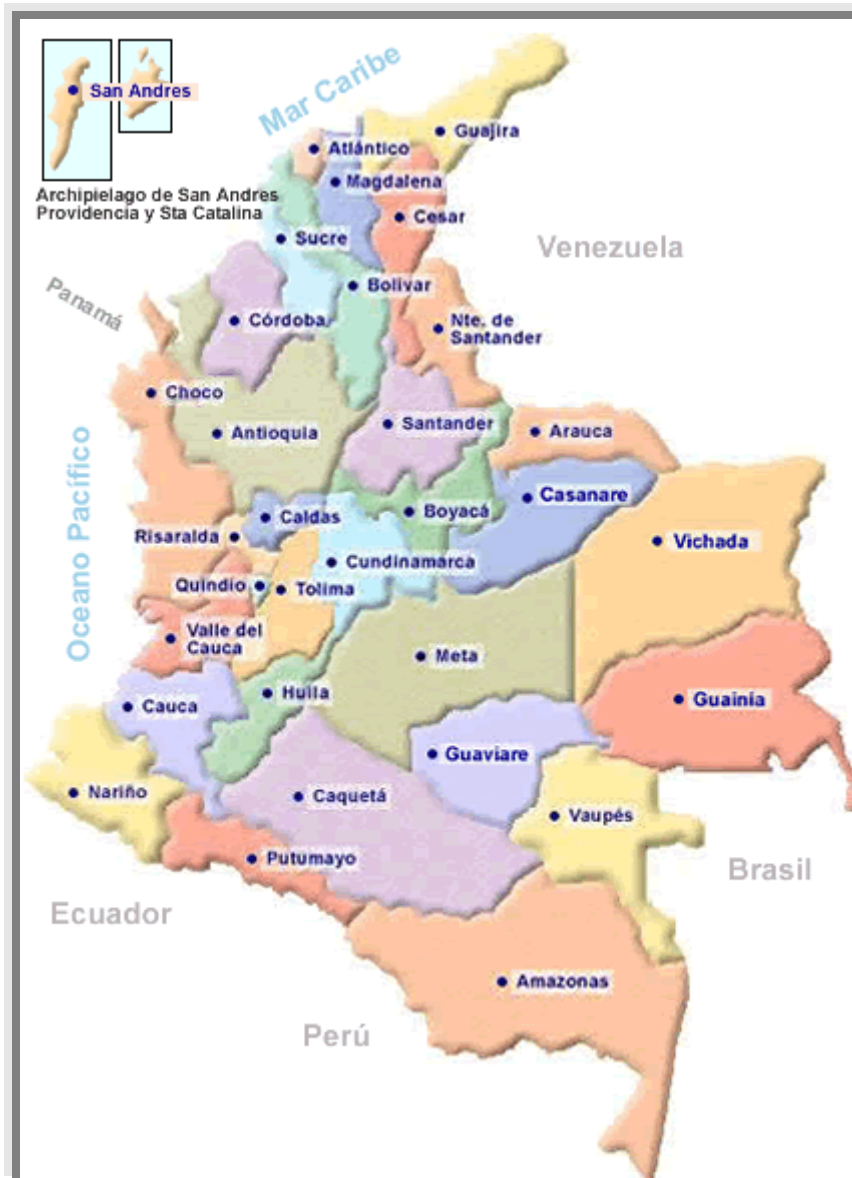 San Andres
Archipielago de San Andres
Providencia y Sta Catalina
Mar Caribe
Guajira
Atlántico
Magdalena
Cesar
Sucre
Venezuela
Bolivar
Panamá
Córdoba
Nte. de
Santander
Choco
Antioquia
Santander
Arauca
Oceano Pacífico
Caldas
Boyacá
Casanare
Risaralda
Vichada
Cundinamarca
Quindio
Tolima
Valle del
Cauca
Meta
Huila
Cauca
Guainia
Guaviare
Nariño
Caquetá
Vaupés
Putumayo
Brasil
Ecuador
Amazonas
Perú